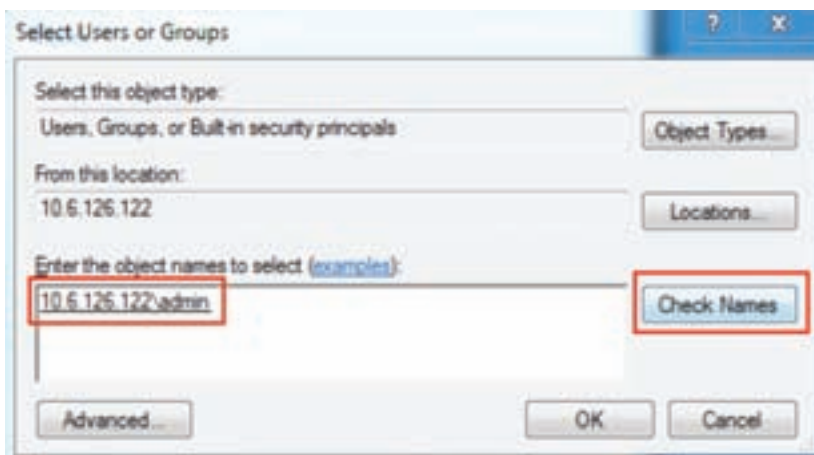 Select Users or Groups
?
Select this object type:
Users, Groups, or Built-in security principals
Object Types...
From this location:
10.6.126.122
Locations...
Enter the object names to select (examples):
10.6.126.122\admin
Check Names
Advanced...
OK
Cancel